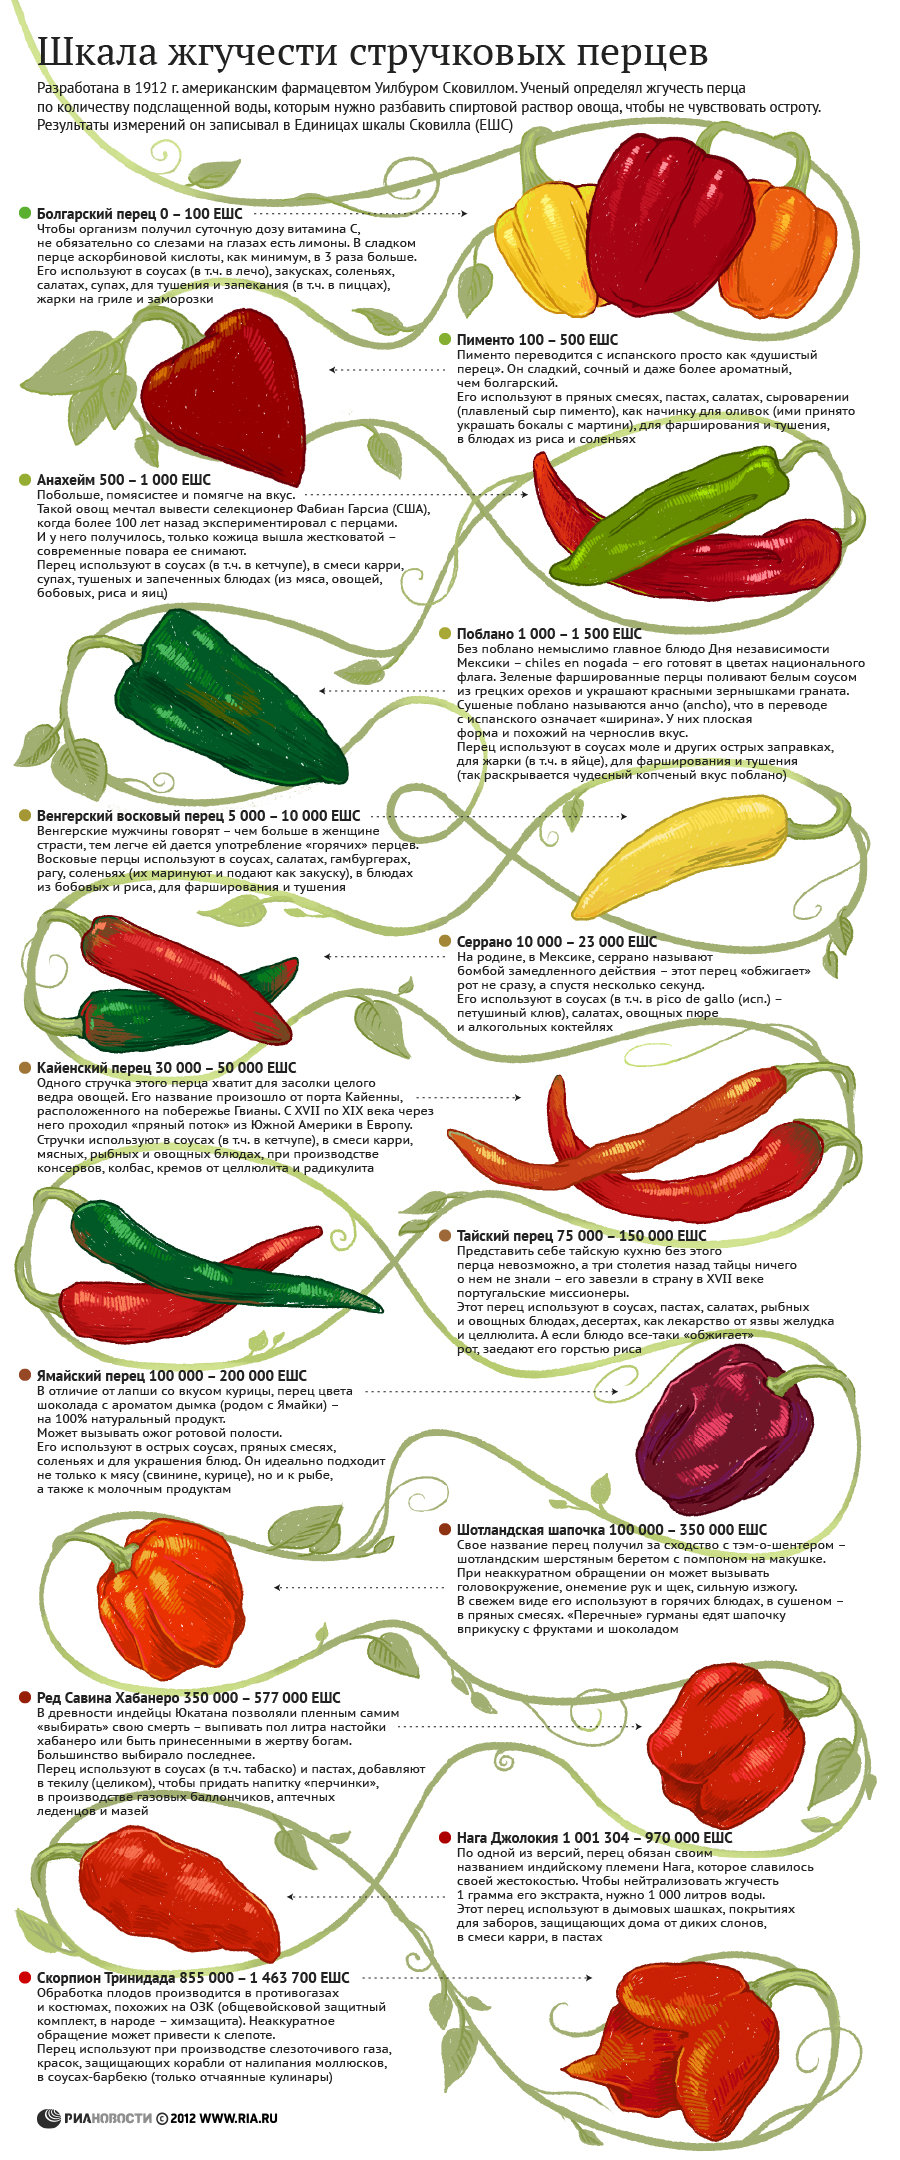 Шкала жгучести стручковых перцев
Разработана в 1912 г. американским фармацевтом Уилбуром Сковиллом. Ученый определял жгучесть перца
по количеству подслащенной воды, которым нужно разбавить спиртовой раствор овоща, чтобы не чувствовать остроту.
Результаты измерений он записывал в Единицах шкалы Сковилла (ЕШС)
Болгарский перец 0 – 100 ЕШС
Чтобы организм получил суточную дозу витамина С,
не обязательно со слезами на глазах есть лимоны. В сладком
перце аскорбиновой кислоты, как минимум, в 3 раза больше.
Его используют в соусах (в т.ч. в лечо), закусках, соленьях,
салатах, супах, для тушения и запекания (в т.ч. в пиццах),
жарки на гриле и заморозки
Пименто 100 – 500 ЕШС
Пименто переводится с испанского просто как «душистый
перец». Он сладкий, сочный и даже более ароматный,
чем болгарский.
Его используют в пряных смесях, пастах, салатах, сыроварении
(плавленый сыр пименто), как начинку для оливок (ими принято
украшать бокалы с мартини), для фарширования и тушения,
в блюдах из риса и соленьях
Анахейм 500 – 1 000 ЕШС
Побольше, помясистее и помягче на вкус.
Такой овощ мечтал вывести селекционер Фабиан Гарсиа (США),
когда более 100 лет назад экспериментировал с перцами.
И у него получилось, только кожица вышла жестковатой –
современные повара ее снимают.
Перец используют в соусах (в т.ч. в кетчупе), в смеси карри,
супах, тушеных и запеченных блюдах (из мяса, овощей,
бобовых, риса и яиц)
Поблано 1 000 – 1 500 ЕШС
Без поблано немыслимо главное блюдо Дня независимости
Мексики – chiles en nogada – его готовят в цветах национального
флага. Зеленые фаршированные перцы поливают белым соусом
из грецких орехов и украшают красными зернышками граната.
Сушеные поблано называются анчо (ancho), что в переводе
с испанского означает «ширина». У них плоская
форма и похожий на чернослив вкус.
Перец используют в соусах моле и других острых заправках,
для жарки (в т.ч. в яйце), для фарширования и тушения
(так раскрывается чудесный копченый вкус поблано)
Венгерский восковый перец 5 000 – 10 000 ЕШС
Венгерские мужчины говорят – чем больше в женщине
страсти, тем легче ей дается употребление «горячих» перцев.
Восковые перцы используют в соусах, салатах, гамбургерах,
рагу, соленьях (их маринуют и подают как закуску), в блюдах
из бобовых и риса, для фарширования и тушения
Серрано 10 000 – 23 000 ЕШС
На родине, в Мексике, серрано называют
бомбой замедленного действия – этот перец «обжигает»
рот не сразу, а спустя несколько секунд.
Его используют в соусах (в т.ч. в pico de gallo (исп.) –
петушиный клюв), салатах, овощных пюре
и алкогольных коктейлях
Кайенский перец 30 000 – 50 000 ЕШС
Одного стручка этого перца хватит для засолки целого
ведра овощей. Его название произошло от порта Кайенны,
расположенного на побережье Гвианы. С XVII по XIX века через
него проходил «пряный поток» из Южной Америки в Европу.
Стручки используют в соусах (в т.ч. в кетчупе), в смеси карри,
мясных, рыбных и овощных блюдах, при производстве
консервов, колбас, кремов от целлюлита и радикулита
Тайский перец 75 000 – 150 000 ЕШС
Представить себе тайскую кухню без этого
перца невозможно, а три столетия назад тайцы ничего
о нем не знали – его завезли в страну в XVII веке
португальские миссионеры.
Этот перец используют в соусах, пастах, салатах, рыбных
и овощных блюдах, десертах, как лекарство от язвы желудка
и целлюлита. А если блюдо все-таки «обжигает»
рот, заедают его горстью риса
Ямайский перец 100 000 – 200 000 ЕШС
В отличие от лапши со вкусом курицы, перец цвета
шоколада с ароматом дымка (родом с Ямайки) –
на 100% натуральный продукт.
Может вызывать ожог ротовой полости.
Его используют в острых соусах, пряных смесях,
соленьях и для украшения блюд. Он идеально подходит
не только к мясу (свинине, курице), но и к рыбе,
а также к молочным продуктам
Шотландская шапочка 100 000 – 350 000 ЕШС
Свое название перец получил за сходство с тэм-о-шентером –
шотландским шерстяным беретом с помпоном на макушке.
При неаккуратном обращении он может вызывать
головокружение, онемение рук и щек, сильную изжогу.
В свежем виде его используют в горячих блюдах, в сушеном –
в пряных смесях. «Перечные» гурманы едят шапочку
вприкуску с фруктами и шоколадом
Ред Савина Хабанеро 350 000 – 577 000 ЕШС
В древности индейцы Юкатана позволяли пленным самим
«выбирать» свою смерть – выпивать пол литра настойки
хабанеро или быть принесенными в жертву богам.
Большинство выбирало последнее.
Перец используют в соусах (в т.ч. табаско) и пастах, добавляют
в текилу (целиком), чтобы придать напитку «перчинки»,
в производстве газовых баллончиков, аптечных
леденцов и мазей
Нага Джолокия 1 001 304 – 970 000 ЕШС
По одной из версий, перец обязан своим
названием индийскому племени Нага, которое славилось
своей жестокостью. Чтобы нейтрализовать жгучесть
1 грамма его экстракта, нужно 1 000 литров воды.
Этот перец используют в дымовых шашках, покрытиях
для заборов, защищающих дома от диких слонов,
в смеси карри, в пастах
Скорпион Тринидада 855 000 – 1 463 700 ЕШС
Обработка плодов производится в противогазах
и костюмах, похожих на ОЗК (общевойсковой защитный
комплект, в народе – химзащита). Неаккуратное
обращение может привести к слепоте.
Перец используют при производстве слезоточивого газа,
красок, защищающих корабли от налипания моллюсков,
в соусах-барбекю (только отчаянные кулинары)
РИАНОВОСТИ © 2012 WWW.RIA.RU